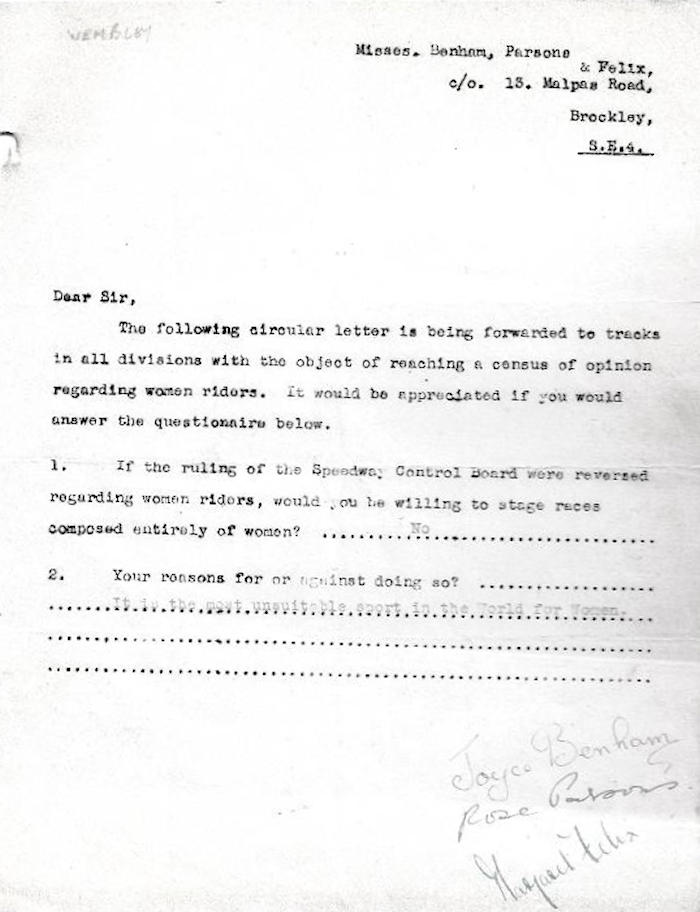 WEMBLEY
Misses. Benham, Parsons
& Felix,
c/o. 13. Malpas Road,
Brockley,
S.E.4.
Dear Sir,
The following circular letter is being forwarded to tracks
in all divisions with the object of reaching a census of opinion
regarding women riders. It would be appreciated if you would
answer the questionaire below.
1. If the ruling of the Speedway Control Board were reversed
regarding women riders, would you be willing to stage races
composed entirely of women? ..........No..........................
2. Your reasons for or against doing so? ..................
.......It is the most unsuitable sport in the World for Women.
.................................................................
.................................................................
Joyce Benham
Rose Parsons.
Margaret Felix